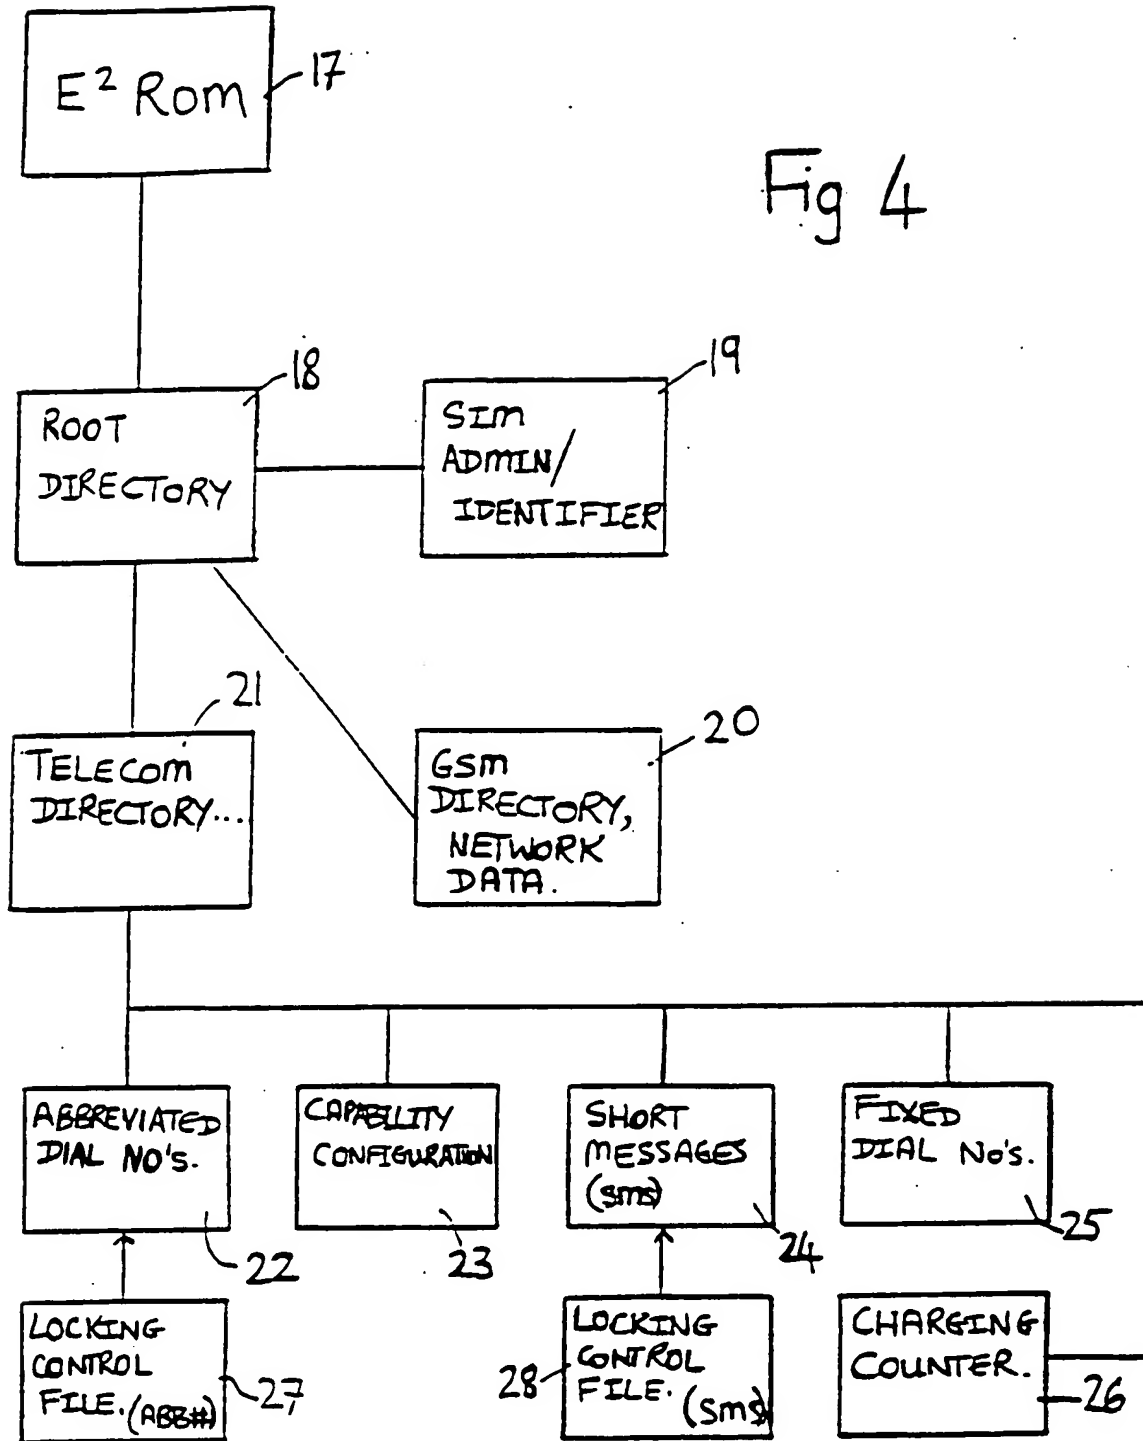 E² Rom
17
Fig 4
18
ROOT
DIRECTORY
19
SIM
ADMIN/
IDENTIFIER
21
TELECOM
DIRECTORY...
20
GSM
DIRECTORY,
NETWORK
DATA.
ABBREVIATED
DIAL NO'S.
22
CAPABILITY
CONFIGURATION
23
SHORT
MESSAGES
(SMS)
24
FIXED
DIAL No's.
25
LOCKING
CONTROL
FILE. (ABB#)
27
28
LOCKING
CONTROL
FILE. (SMS)
CHARGING
COUNTER.
26